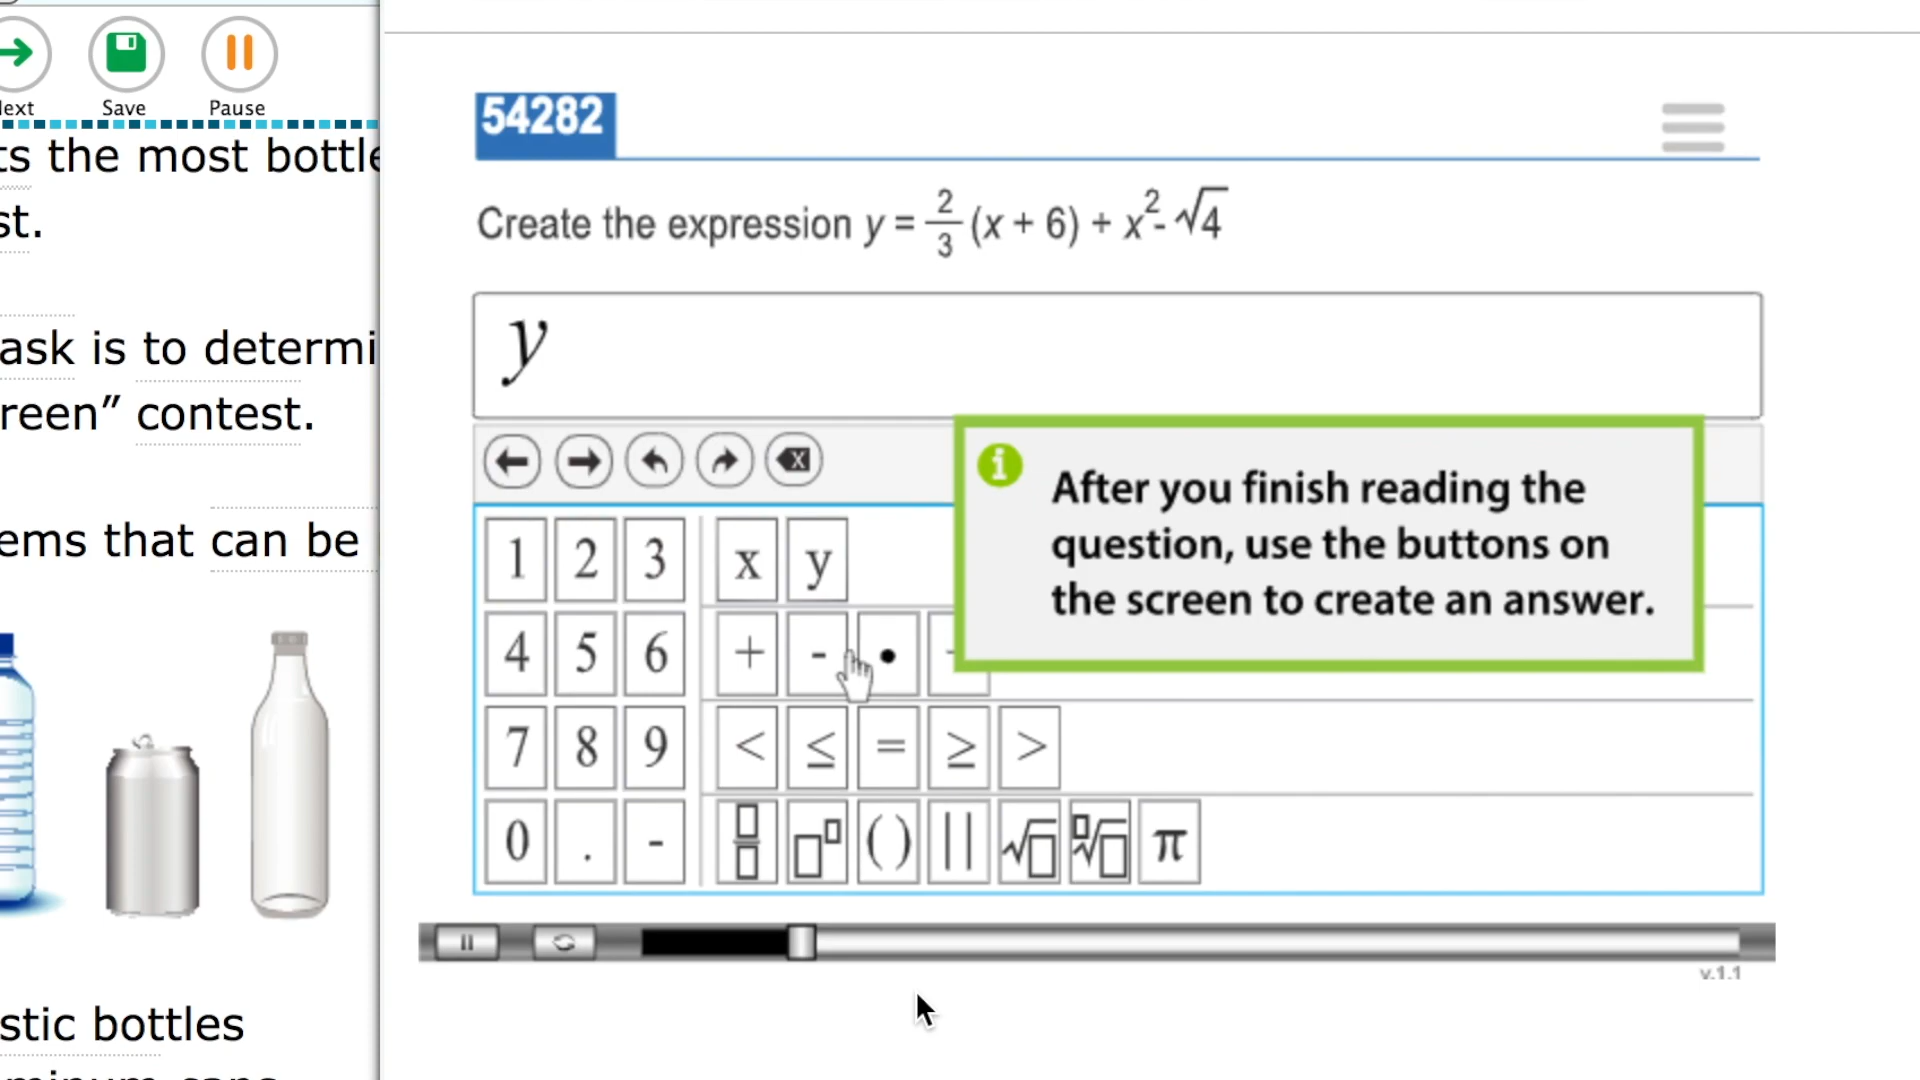 ext Save Pause
ts the most bottle
st.
ask is to determi
reen” contest.
ems that can be
stic bottles
54282
Create the expression y = 2/3 (x + 6) + x² - √4
y
After you finish reading the
question, use the buttons on
the screen to create an answer.
1 2 3 x y
4 5 6 + - •
7 8 9 < ≤ = ≥ >
0 . - ( ) | | √ √ π
v.1.1